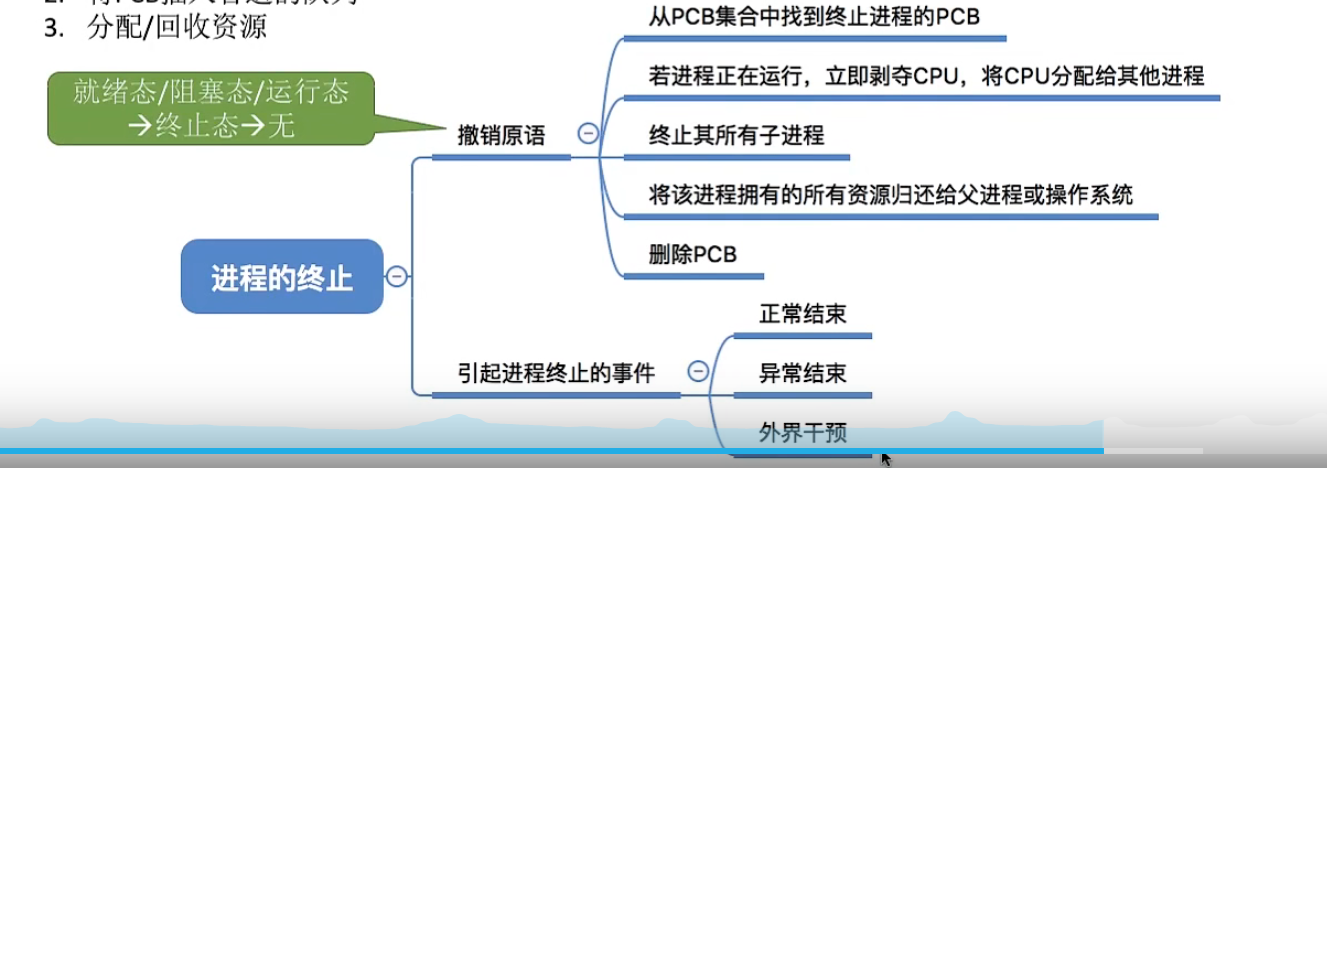 3. 分配/回收资源
就绪态/阻塞态/运行态
→终止态→无
进程的终止
撤销原语
从PCB集合中找到终止进程的PCB
若进程正在运行，立即剥夺CPU，将CPU分配给其他进程
终止其所有子进程
将该进程拥有的所有资源归还给父进程或操作系统
删除PCB
引起进程终止的事件
正常结束
异常结束
外界干预